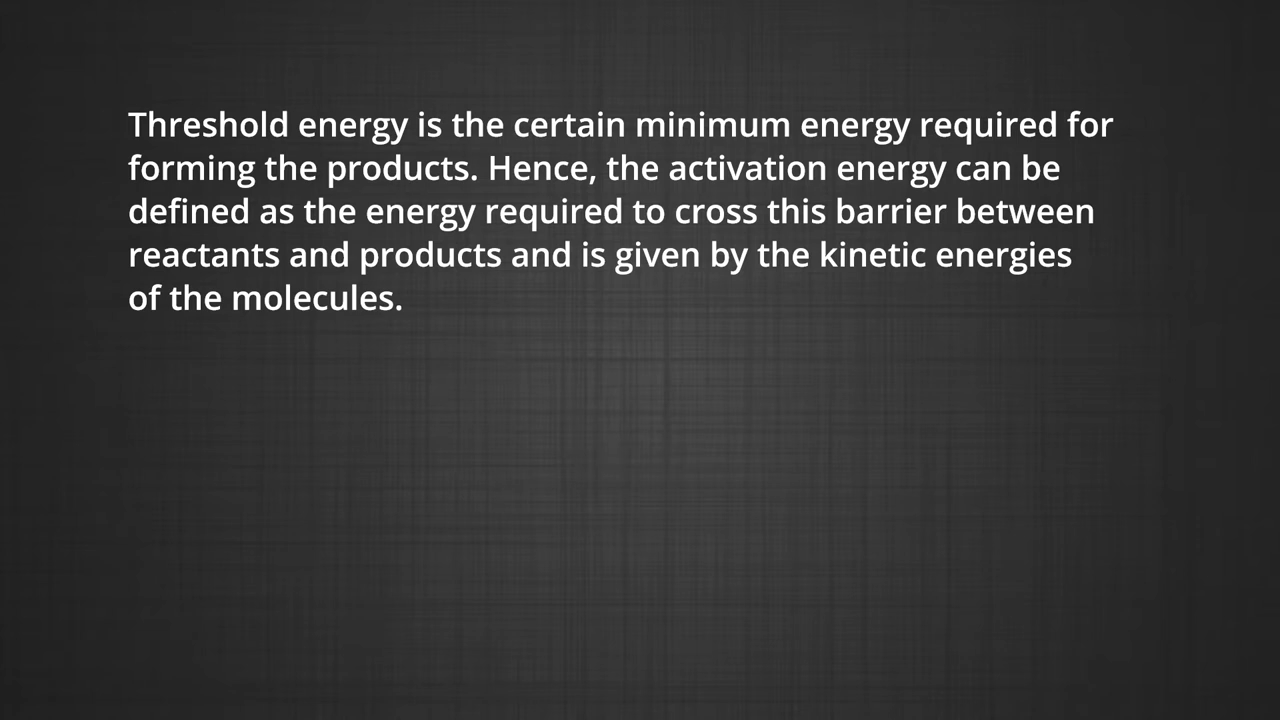 Threshold energy is the certain minimum energy required for
forming the products. Hence, the activation energy can be
defined as the energy required to cross this barrier between
reactants and products and is given by the kinetic energies
of the molecules.